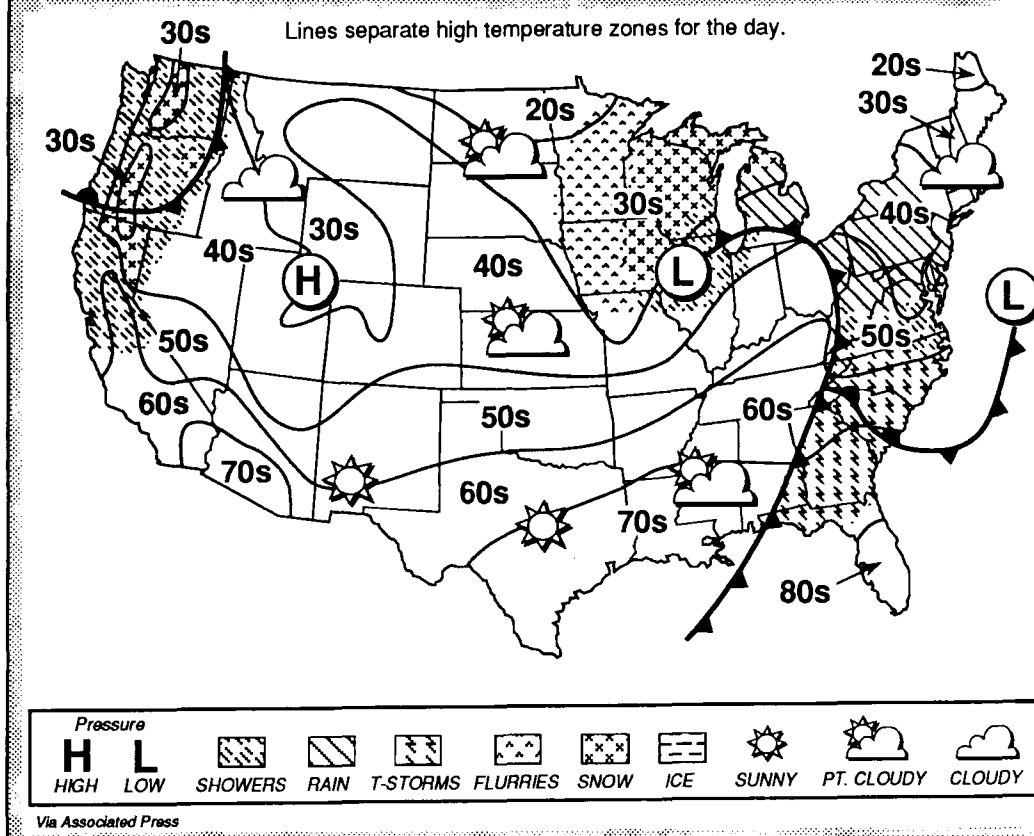 Lines separate high temperature zones for the day.
30s
20s
30s
20s
30s
30s
40s
40s
30s
40s
H
L
L
50s
50s
60s
50s
60s
70s
60s
70s
80s
Pressure
H L
HIGH LOW SHOWERS RAIN T-STORMS FLURRIES SNOW ICE SUNNY PT. CLOUDY CLOUDY
Via Associated Press